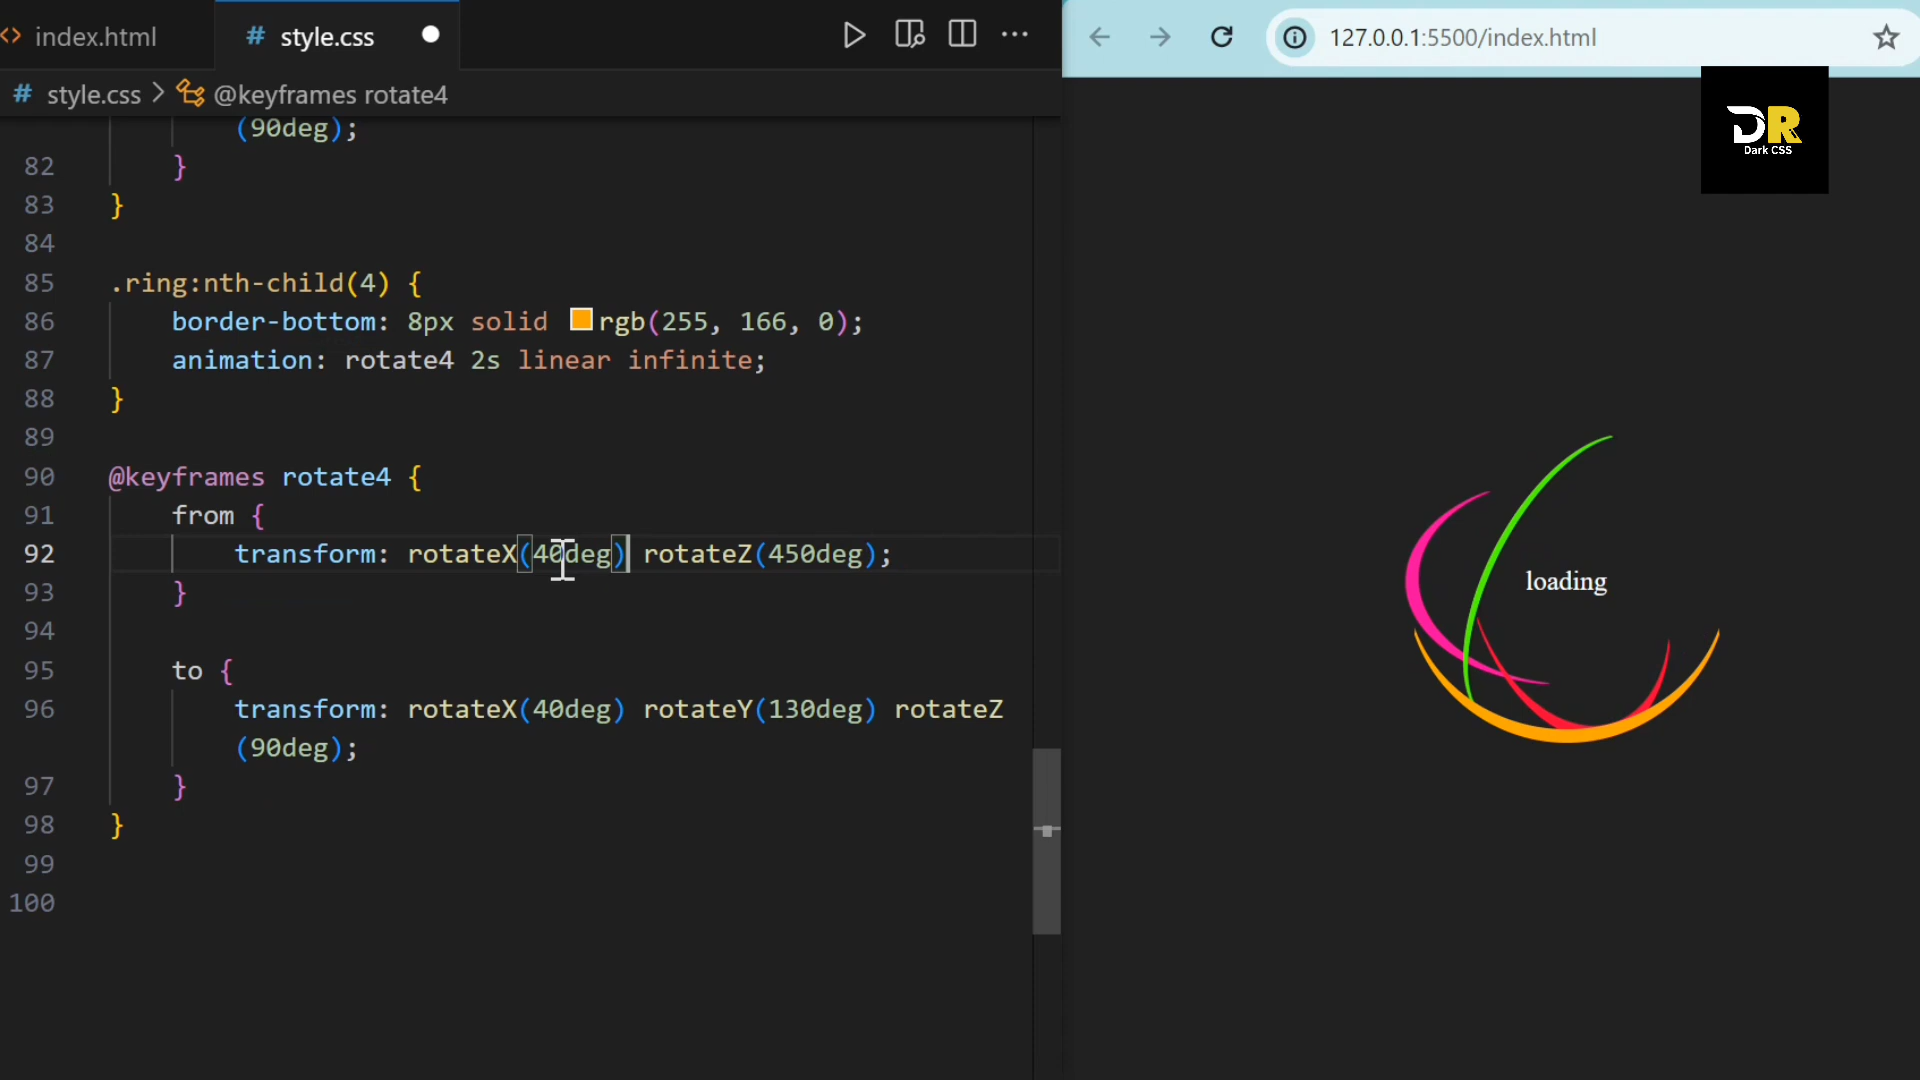 index.html
# style.css
127.0.0.1:5500/index.html
# style.css > @keyframes rotate4
DR
Dark CSS
(90deg);
82 }
83 }
84
85 .ring:nth-child(4) {
86 border-bottom: 8px solid rgb(255, 166, 0);
87 animation: rotate4 2s linear infinite;
88 }
89
90 @keyframes rotate4 {
91 from {
92 transform: rotateX(40deg) rotateZ(450deg);
93 }
94
95 to {
96 transform: rotateX(40deg) rotateY(130deg) rotateZ
(90deg);
97 }
98 }
99
100
loading